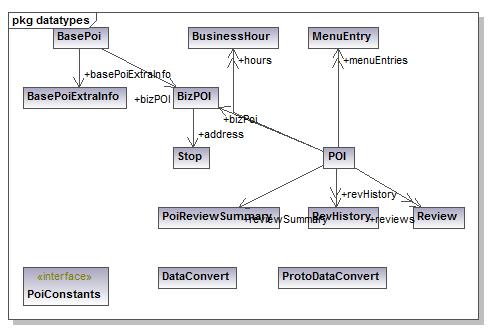 pkg datatypes
BasePoi
BusinessHour
MenuEntry
+hours
+menuEntries
+basePoiExtraInfo
BasePoiExtraInfo
+bizPOI
BizPOI
+bizPoi
+address
Stop
POI
+revHistory
PoiReviewSummary
+reviewSummary
RevHistory
+reviews
Review
«interface»
PoiConstants
DataConvert
ProtoDataConvert